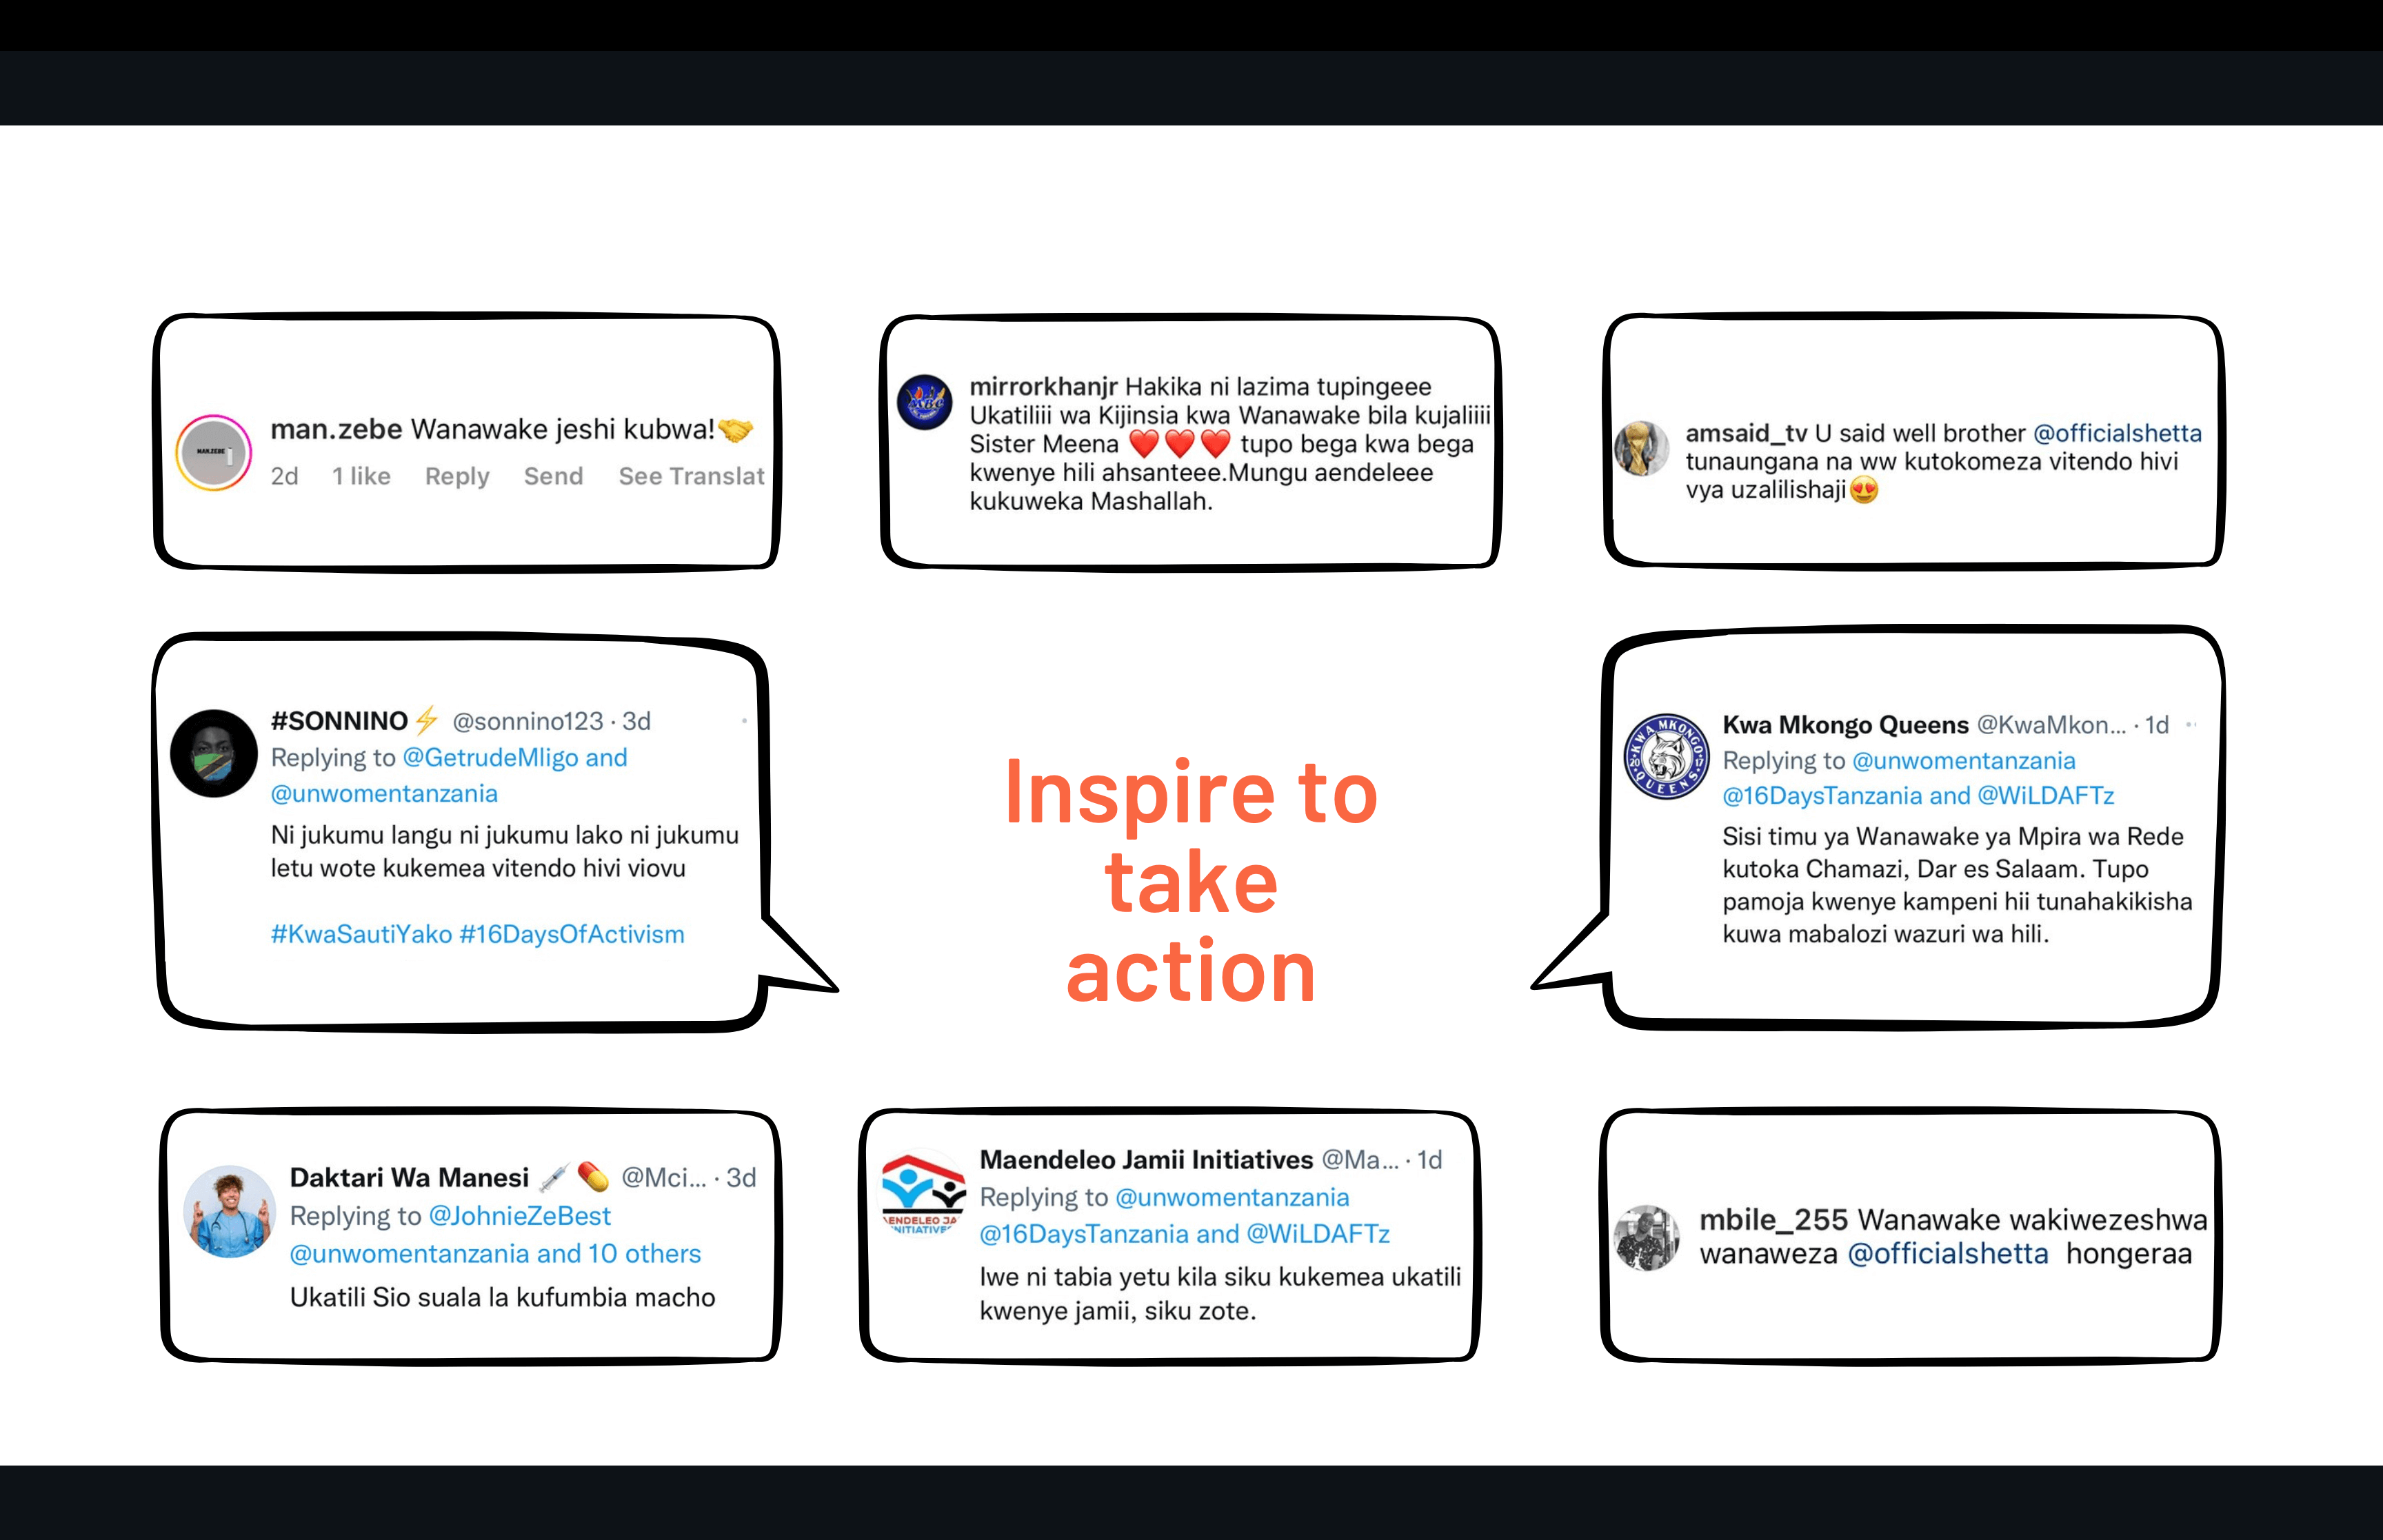 man.zebe Wanawake jeshi kubwa!🤝
2d 1 like Reply Send See Translat
mirrorkhanjr Hakika ni lazima tupingeee
Ukatiliii wa Kijinsia kwa Wanawake bila kujaliiii
Sister Meena ❤️❤️❤️ tupo bega kwa bega
kwenye hili ahsanteee.Mungu aendeleee
kukuweka Mashallah.
amsaid_tv U said well brother @officialshetta
tunaungana na ww kutokomeza vitendo hivi
vya uzalilishaji😍
#SONNINO⚡ @sonnino123 · 3d
Replying to @GetrudeMligo and
@unwomentanzania
Ni jukumu langu ni jukumu lako ni jukumu
letu wote kukemea vitendo hivi viovu
#KwaSautiYako #16DaysOfActivism
Inspire to
take
action
KWA MKONGO
20 17
QUEENS
Kwa Mkongo Queens @KwaMkon... · 1d
Replying to @unwomentanzania
@16DaysTanzania and @WiLDAFTz
Sisi timu ya Wanawake ya Mpira wa Rede
kutoka Chamazi, Dar es Salaam. Tupo
pamoja kwenye kampeni hii tunahakikisha
kuwa mabalozi wazuri wa hili.
Daktari Wa Manesi 💉💊 @Mci... · 3d
Replying to @JohnieZeBest
@unwomentanzania and 10 others
Ukatili Sio suala la kufumbia macho
Maendeleo Jamii Initiatives @Ma... · 1d
Replying to @unwomentanzania
@16DaysTanzania and @WiLDAFTz
Iwe ni tabia yetu kila siku kukemea ukatili
kwenye jamii, siku zote.
ENDELEO JA
NITIATIVE
mbile_255 Wanawake wakiwezeshwa
wanaweza @officialshetta hongeraa